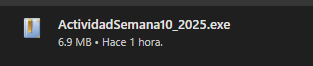 ActividadSemana10_2025.exe
6.9 MB • Hace 1 hora.